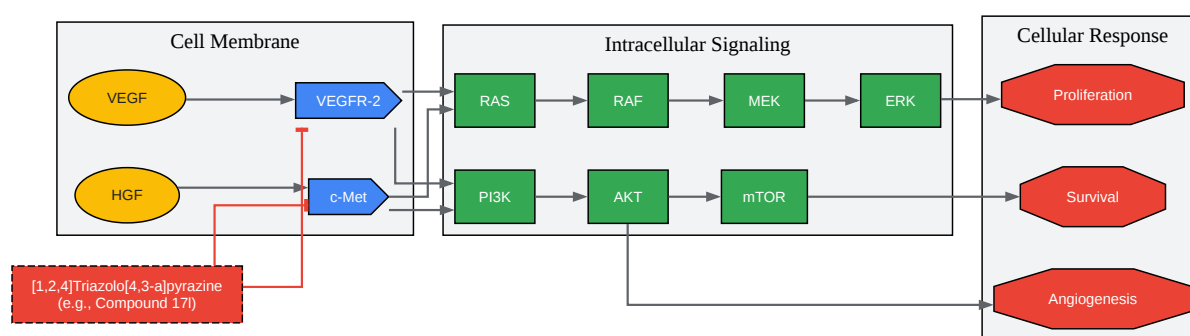 Cell Membrane
Intracellular Signaling
Cellular Response
VEGF
VEGFR-2
RAS
RAF
MEK
ERK
Proliferation
HGF
c-Met
PI3K
AKT
mTOR
Survival
[1,2,4]Triazolo[4,3-a]pyrazine
(e.g., Compound 17l)
Angiogenesis